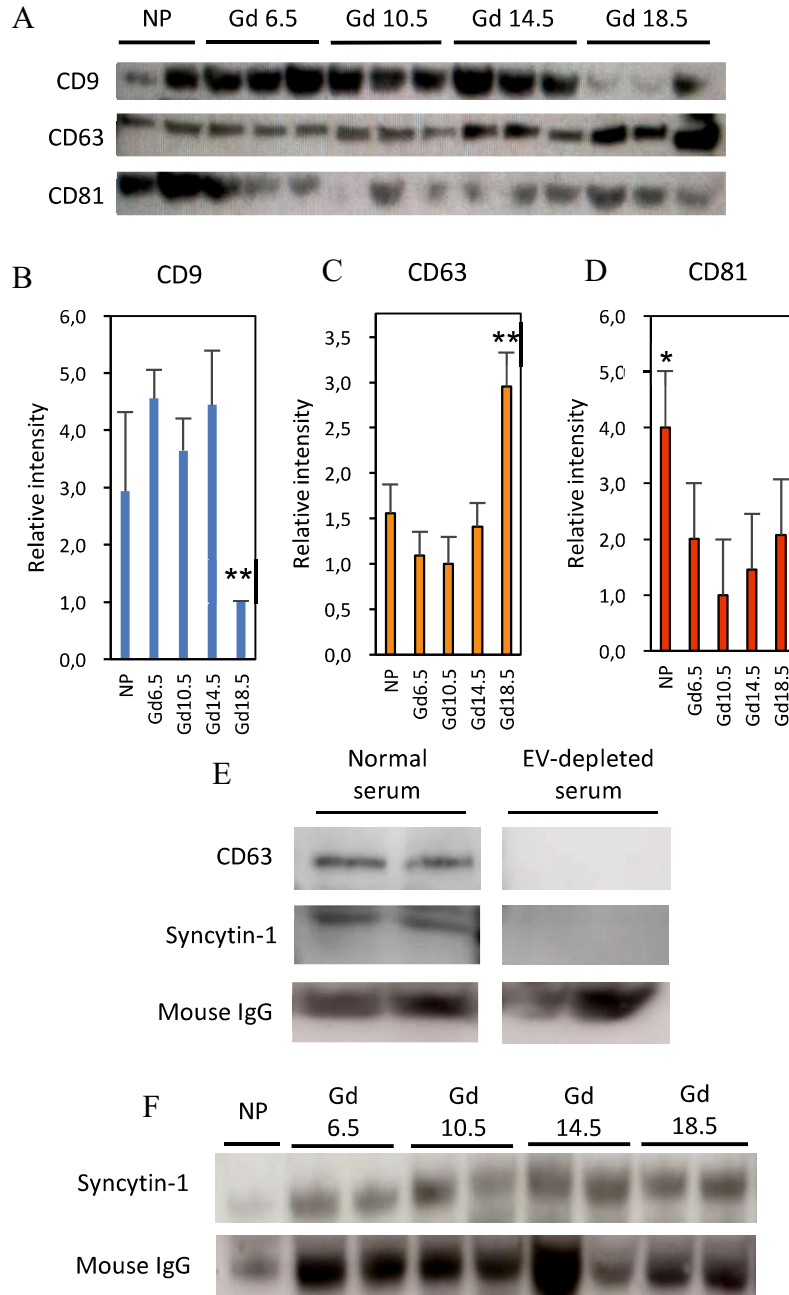 A
NP Gd 6.5 Gd 10.5 Gd 14.5 Gd 18.5
CD9
CD63
CD81
B CD9
Relative intensity
6,0
5,0
4,0
3,0
2,0
1,0
0,0
**
NP Gd6.5 Gd10.5 Gd14.5 Gd18.5
C CD63
Relative intensity
3,5
3,0
2,5
2,0
1,5
1,0
0,5
0,0
**
NP Gd6.5 Gd10.5 Gd14.5 Gd18.5
D CD81
Relative intensity
6,0
5,0
4,0
3,0
2,0
1,0
0,0
*
NP Gd6.5 Gd10.5 Gd14.5 Gd18.5
E
Normal
serum
EV-depleted
serum
CD63
Syncytin-1
Mouse IgG
F
NP
Gd
6.5
Gd
10.5
Gd
14.5
Gd
18.5
Syncytin-1
Mouse IgG